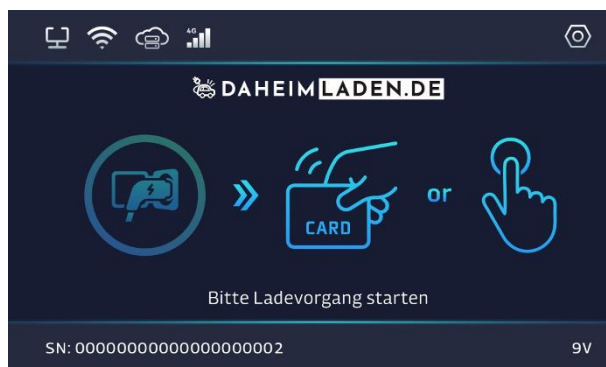 4G
DAHEIMLADEN.DE
CARD
or
Bitte Ladevorgang starten
SN: 00000000000000000002
9V